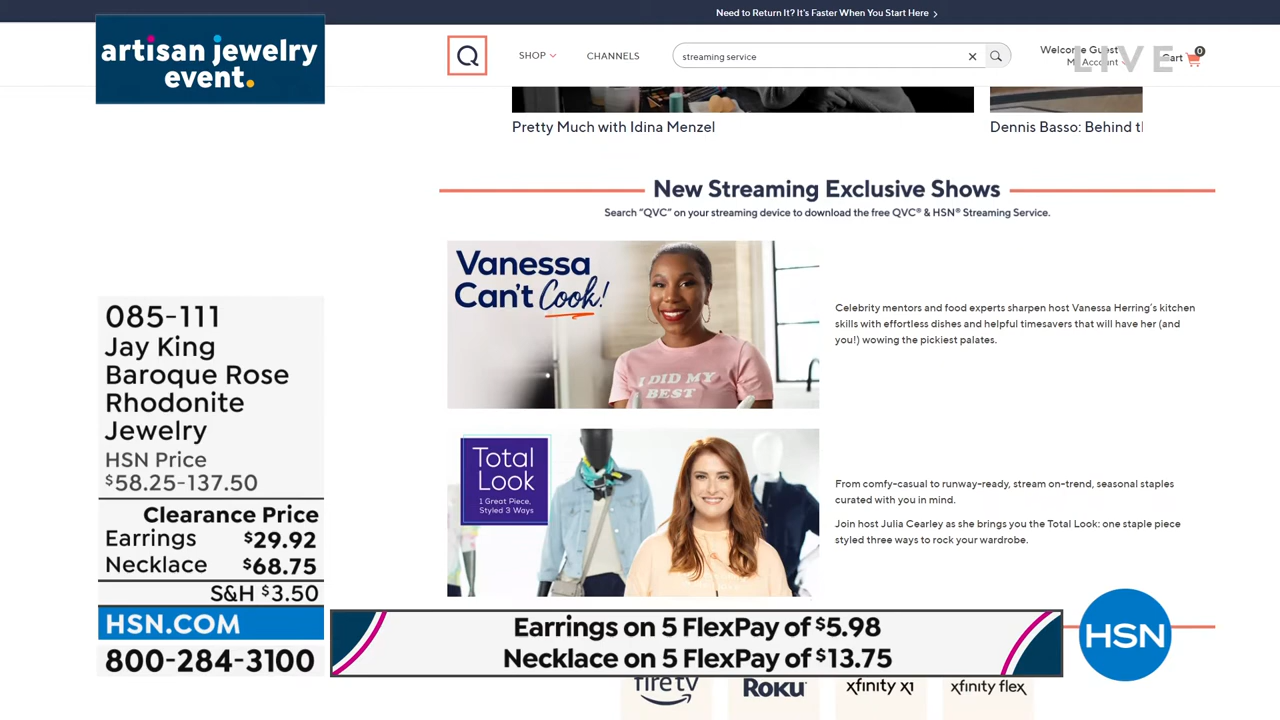 Need to Return It? It's Faster When You Start Here
artisan jewelry
event.
Q
SHOP
CHANNELS
streaming service
Welcome Guest
My Account
LIVE
Cart
0
Pretty Much with Idina Menzel
Dennis Basso: Behind tl
New Streaming Exclusive Shows
Search “QVC” on your streaming device to download the free QVC® & HSN® Streaming Service.
Vanessa
Can't Cook!
I DID MY
BEST
Celebrity mentors and food experts sharpen host Vanessa Herring's kitchen
skills with effortless dishes and helpful timesavers that will have her (and
you!) wowing the pickiest palates.
Total
Look
1 Great Piece,
Styled 3 Ways
From comfy-casual to runway-ready, stream on-trend, seasonal staples
curated with you in mind.
Join host Julia Cearley as she brings you the Total Look: one staple piece
styled three ways to rock your wardrobe.
085-111
Jay King
Baroque Rose
Rhodonite
Jewelry
HSN Price
$58.25-137.50
Clearance Price
Earrings $29.92
Necklace $68.75
S&H $3.50
HSN.COM
800-284-3100
Earrings on 5 FlexPay of $5.98
Necklace on 5 FlexPay of $13.75
HSN
fire tv
Roku
xfinity x1
xfinity flex